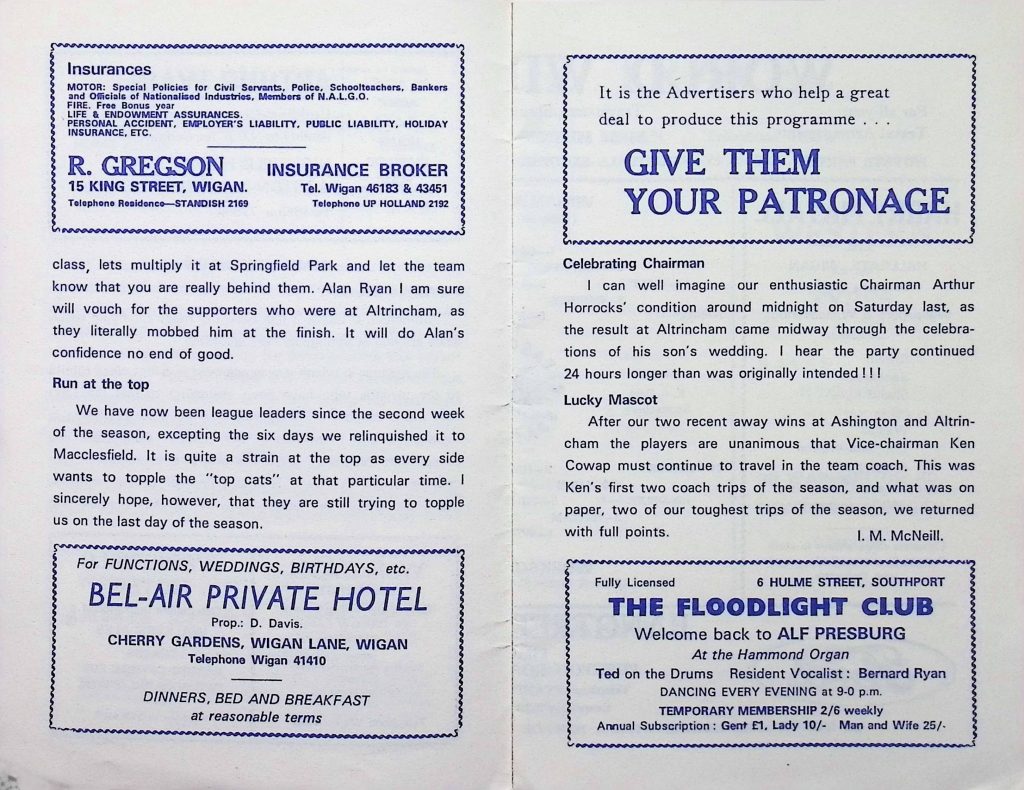 Insurances
MOTOR: Special Policies for Civil Servants, Police, Schoolteachers, Bankers
and Officials of Nationalised Industries, Members of N.A.L.G.O.
FIRE. Free Bonus year
LIFE & ENDOWMENT ASSURANCES.
PERSONAL ACCIDENT, EMPLOYER'S LIABILITY, PUBLIC LIABILITY, HOLIDAY
INSURANCE, ETC.
R. GREGSON INSURANCE BROKER
15 KING STREET, WIGAN. Tel. Wigan 46183 & 43451
Telephone Residence—STANDISH 2169 Telephone UP HOLLAND 2192
class, lets multiply it at Springfield Park and let the team
know that you are really behind them. Alan Ryan I am sure
will vouch for the supporters who were at Altrincham, as
they literally mobbed him at the finish. It will do Alan's
confidence no end of good.
Run at the top
We have now been league leaders since the second week
of the season, excepting the six days we relinquished it to
Macclesfield. It is quite a strain at the top as every side
wants to topple the "top cats" at that particular time. I
sincerely hope, however, that they are still trying to topple
us on the last day of the season.
For FUNCTIONS, WEDDINGS, BIRTHDAYS, etc.
BEL-AIR PRIVATE HOTEL
Prop.: D. Davis.
CHERRY GARDENS, WIGAN LANE, WIGAN
Telephone Wigan 41410
DINNERS, BED AND BREAKFAST
at reasonable terms
It is the Advertisers who help a great
deal to produce this programme . . .
GIVE THEM
YOUR PATRONAGE
Celebrating Chairman
I can well imagine our enthusiastic Chairman Arthur
Horrocks' condition around midnight on Saturday last, as
the result at Altrincham came midway through the celebra-
tions of his son's wedding. I hear the party continued
24 hours longer than was originally intended ! ! !
Lucky Mascot
After our two recent away wins at Ashington and Altrin-
cham the players are unanimous that Vice-chairman Ken
Cowap must continue to travel in the team coach. This was
Ken's first two coach trips of the season, and what was on
paper, two of our toughest trips of the season, we returned
with full points. I. M. McNeill.
Fully Licensed 6 HULME STREET, SOUTHPORT
THE FLOODLIGHT CLUB
Welcome back to ALF PRESBURG
At the Hammond Organ
Ted on the Drums Resident Vocalist : Bernard Ryan
DANCING EVERY EVENING at 9-0 p.m.
TEMPORARY MEMBERSHIP 2/6 weekly
Annual Subscription : Gent £1, Lady 10/- Man and Wife 25/-